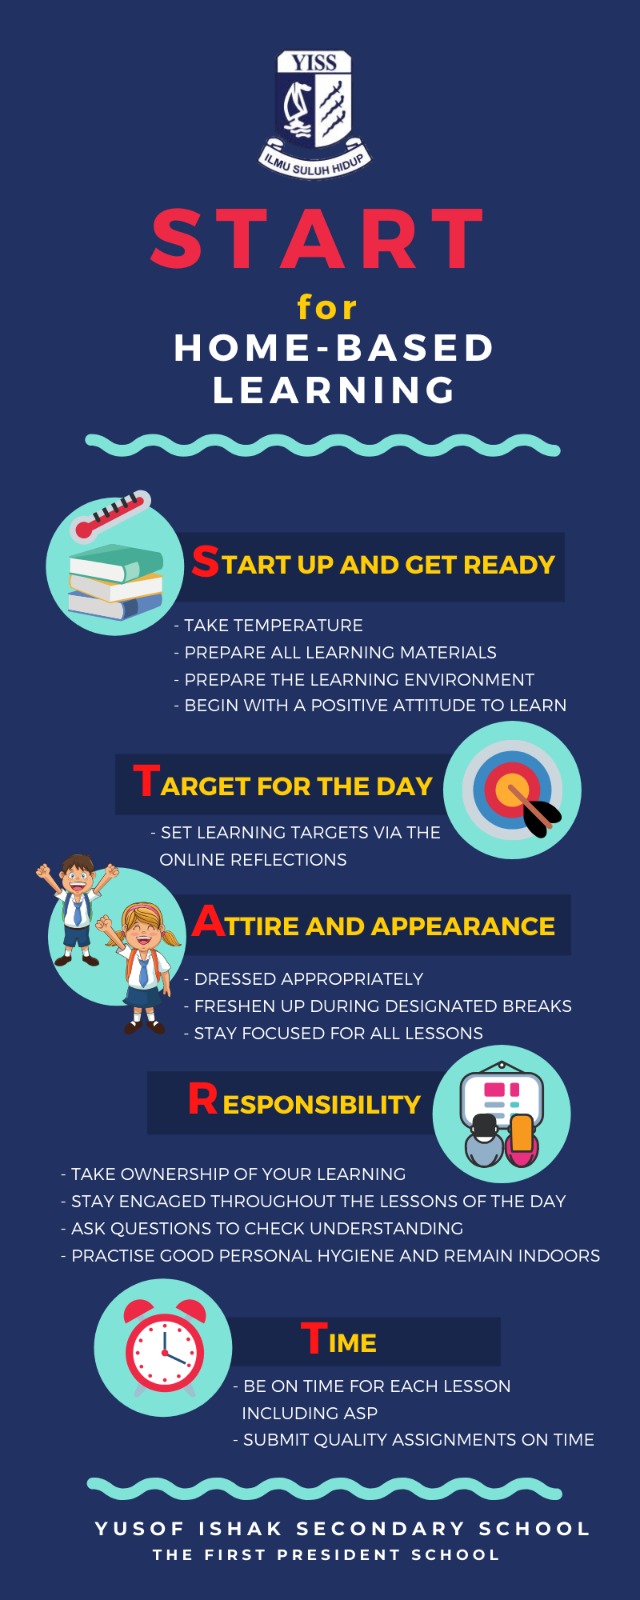 YISS
ILMU SULUH HIDUP
START
for
HOME-BASED
LEARNING
START UP AND GET READY
- TAKE TEMPERATURE
- PREPARE ALL LEARNING MATERIALS
- PREPARE THE LEARNING ENVIRONMENT
- BEGIN WITH A POSITIVE ATTITUDE TO LEARN
TARGET FOR THE DAY
- SET LEARNING TARGETS VIA THE
ONLINE REFLECTIONS
ATTIRE AND APPEARANCE
- DRESSED APPROPRIATELY
- FRESHEN UP DURING DESIGNATED BREAKS
- STAY FOCUSED FOR ALL LESSONS
RESPONSIBILITY
- TAKE OWNERSHIP OF YOUR LEARNING
- STAY ENGAGED THROUGHOUT THE LESSONS OF THE DAY
- ASK QUESTIONS TO CHECK UNDERSTANDING
- PRACTISE GOOD PERSONAL HYGIENE AND REMAIN INDOORS
TIME
- BE ON TIME FOR EACH LESSON
INCLUDING ASP
- SUBMIT QUALITY ASSIGNMENTS ON TIME
YUSOF ISHAK SECONDARY SCHOOL
THE FIRST PRESIDENT SCHOOL